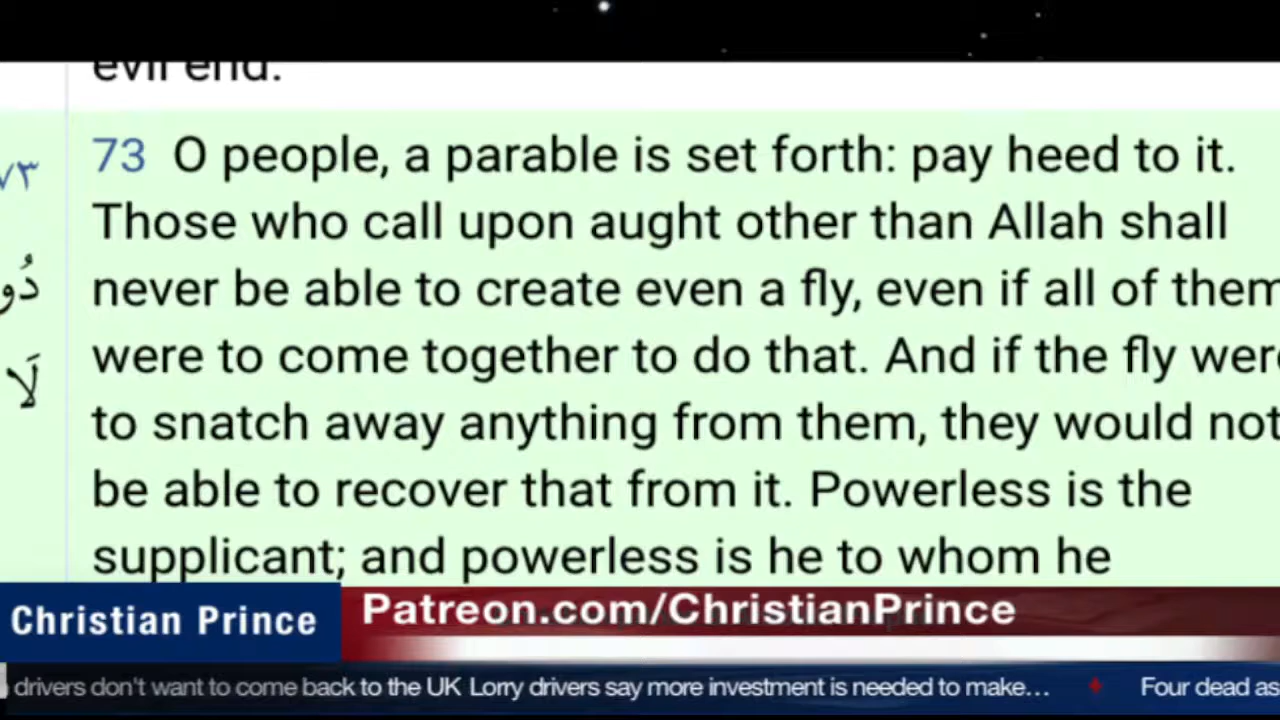 evil end.
73 O people, a parable is set forth: pay heed to it.
Those who call upon aught other than Allah shall
never be able to create even a fly, even if all of them
were to come together to do that. And if the fly were
to snatch away anything from them, they would not
be able to recover that from it. Powerless is the
supplicant; and powerless is he to whom he
٧٣
دُو
لَا
Christian Prince
Patreon.com/ChristianPrince
drivers don't want to come back to the UK Lorry drivers say more investment is needed to make... Four dead as